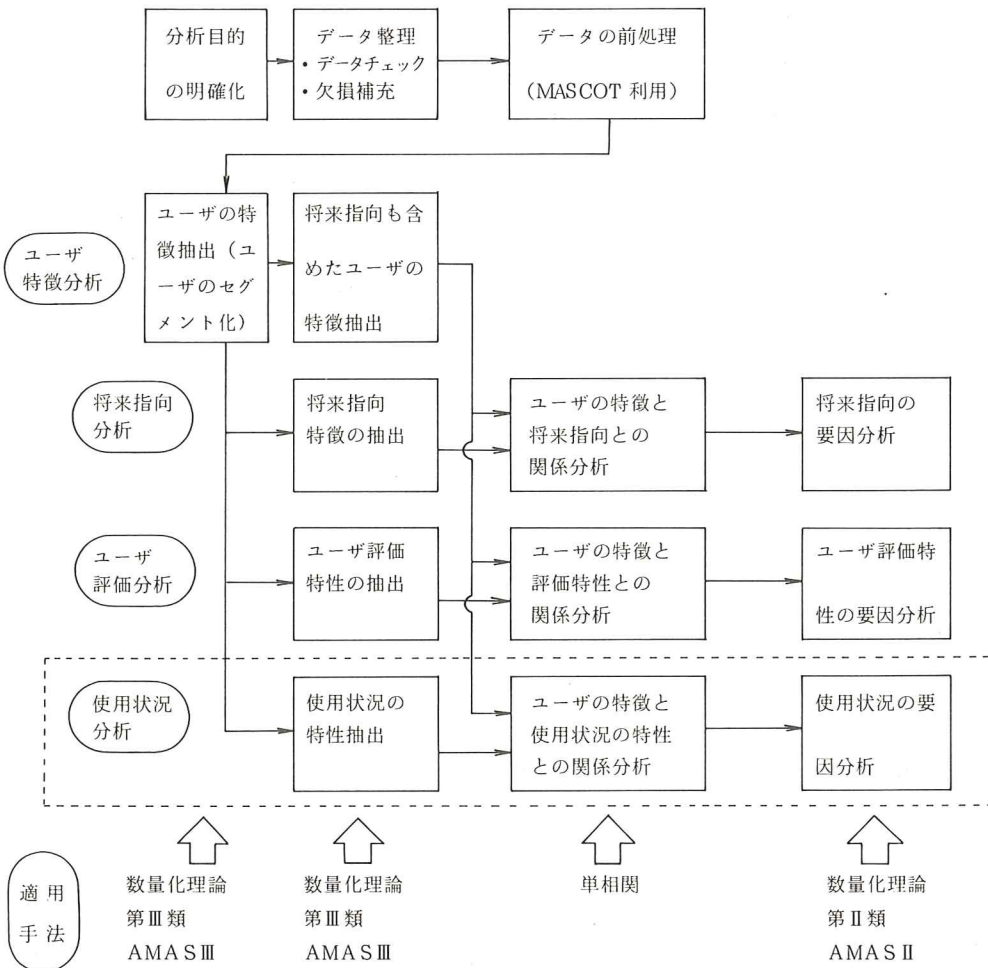 分析目的
の明確化
データ整理
・データチェック
・欠損補充
データの前処理
（MASCOT 利用）
ユーザ
特徴分析
ユーザの特
徴抽出（ユ
ーザのセグ
メント化）
将来指向も含
めたユーザの
特徴抽出
将来指向
分析
将来指向
特徴の抽出
ユーザの特徴と
将来指向との
関係分析
将来指向の
要因分析
ユーザ
評価分析
ユーザ評価
特性の抽出
ユーザの特徴と
評価特性との
関係分析
ユーザ評価特
性の要因分析
使用状況
分析
使用状況の
特性抽出
ユーザの特徴と
使用状況の特性
との関係分析
使用状況の要
因分析
適用
手法
数量化理論
第Ⅲ類
AMASⅢ
数量化理論
第Ⅲ類
AMASⅢ
単相関
数量化理論
第Ⅱ類
AMASⅡ